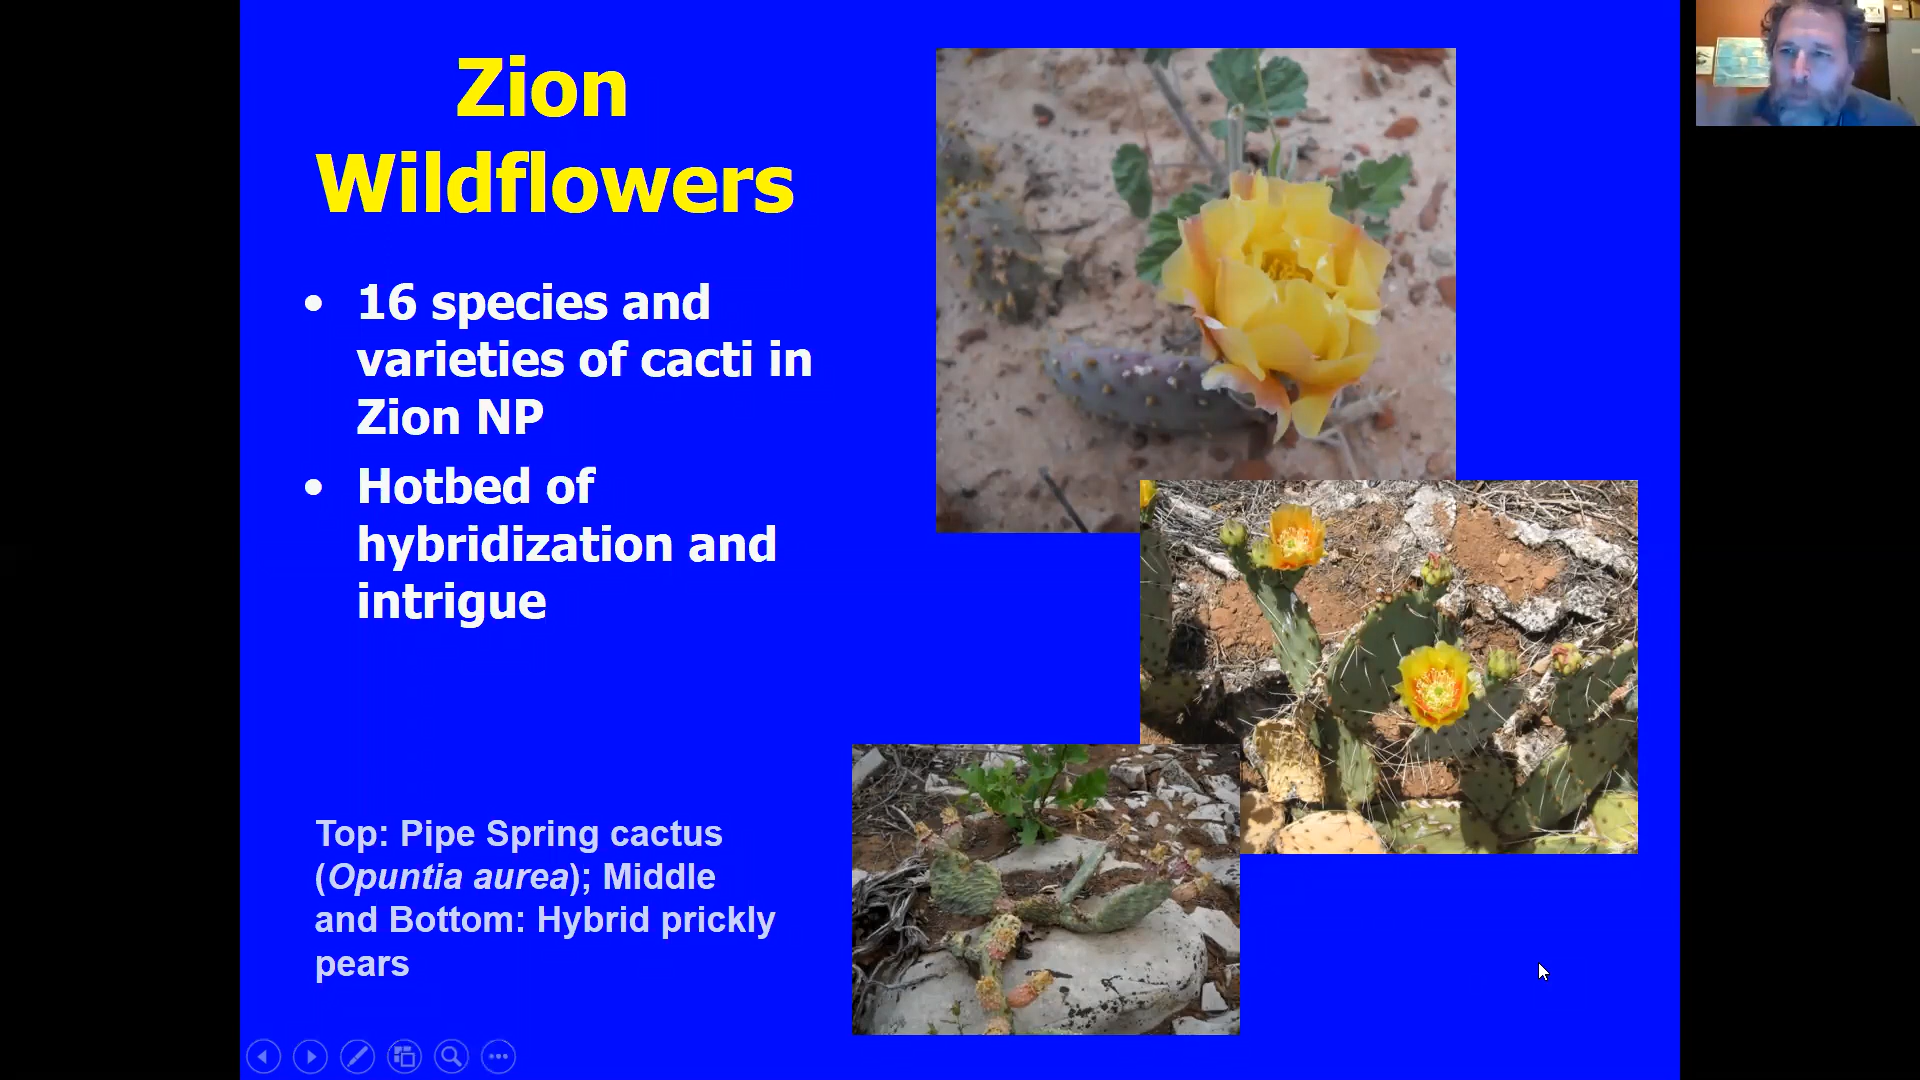 Zion
Wildflowers
• 16 species and
varieties of cacti in
Zion NP
• Hotbed of
hybridization and
intrigue
Top: Pipe Spring cactus
(Opuntia aurea); Middle
and Bottom: Hybrid prickly
pears